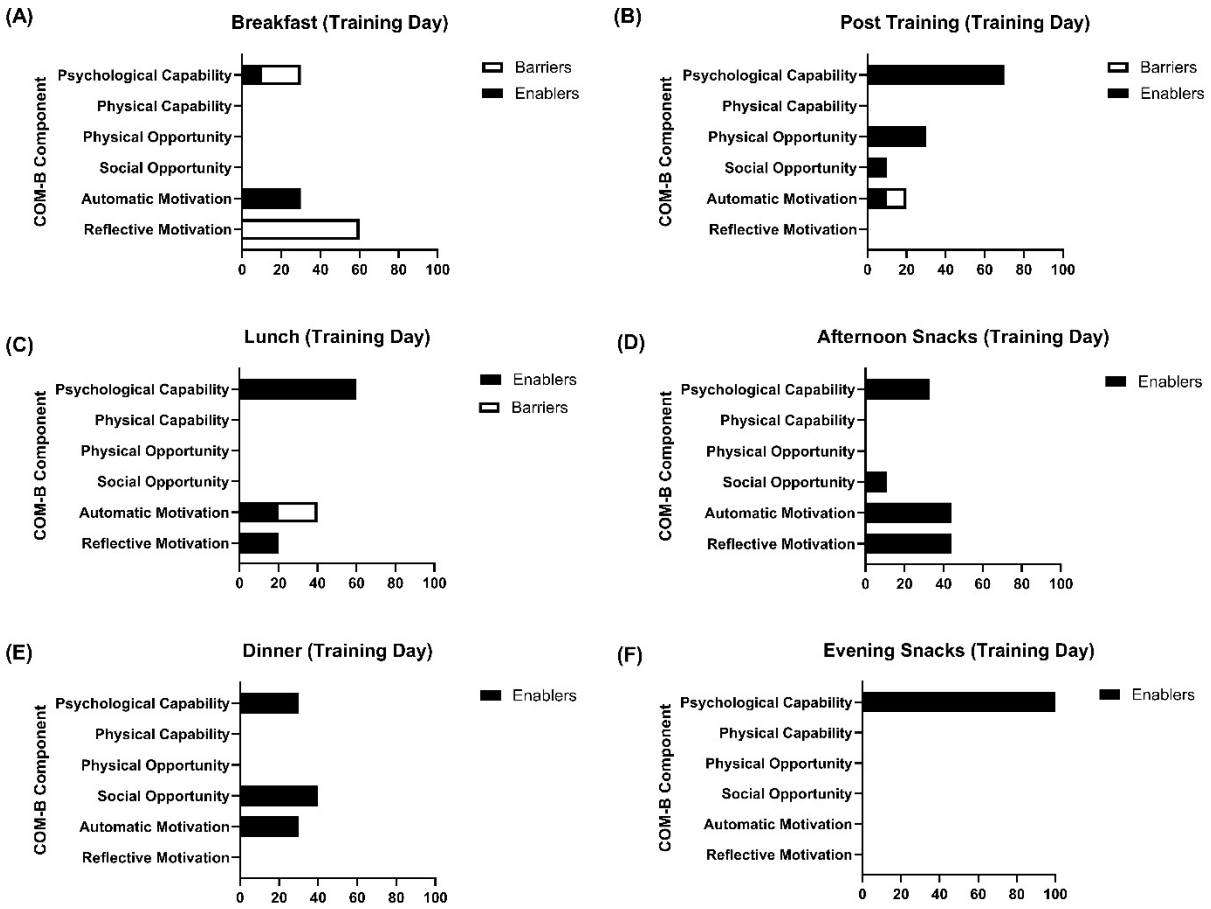 (A)
Breakfast (Training Day)
COM-B Component
Psychological Capability
Physical Capability
Physical Opportunity
Social Opportunity
Automatic Motivation
Reflective Motivation
0 20 40 60 80 100
Barriers
Enablers
(B)
Post Training (Training Day)
COM-B Component
Psychological Capability
Physical Capability
Physical Opportunity
Social Opportunity
Automatic Motivation
Reflective Motivation
0 20 40 60 80 100
Barriers
Enablers
(C)
Lunch (Training Day)
COM-B Component
Psychological Capability
Physical Capability
Physical Opportunity
Social Opportunity
Automatic Motivation
Reflective Motivation
0 20 40 60 80 100
Enablers
Barriers
(D)
Afternoon Snacks (Training Day)
COM-B Component
Psychological Capability
Physical Capability
Physical Opportunity
Social Opportunity
Automatic Motivation
Reflective Motivation
0 20 40 60 80 100
Enablers
(E)
Dinner (Training Day)
COM-B Component
Psychological Capability
Physical Capability
Physical Opportunity
Social Opportunity
Automatic Motivation
Reflective Motivation
0 20 40 60 80 100
Enablers
(F)
Evening Snacks (Training Day)
COM-B Component
Psychological Capability
Physical Capability
Physical Opportunity
Social Opportunity
Automatic Motivation
Reflective Motivation
0 20 40 60 80 100
Enablers